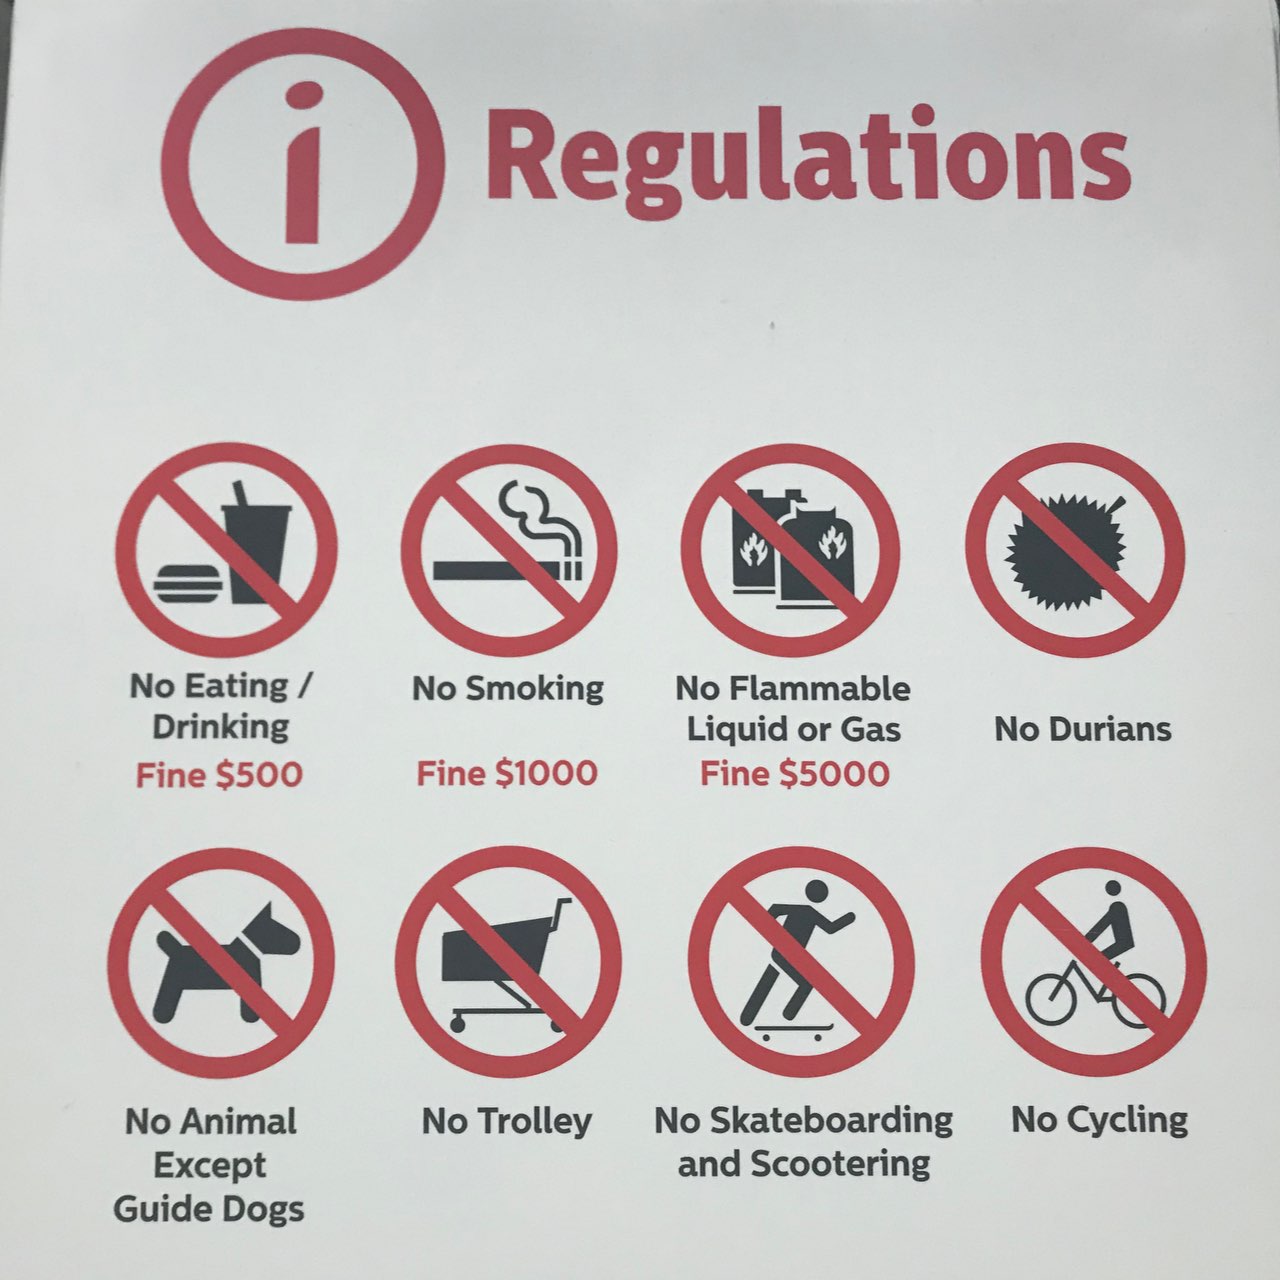 i Regulations
No Eating /
Drinking
Fine $500
No Smoking
Fine $1000
No Flammable
Liquid or Gas
Fine $5000
No Durians
No Animal
Except
Guide Dogs
No Trolley
No Skateboarding
and Scootering
No Cycling